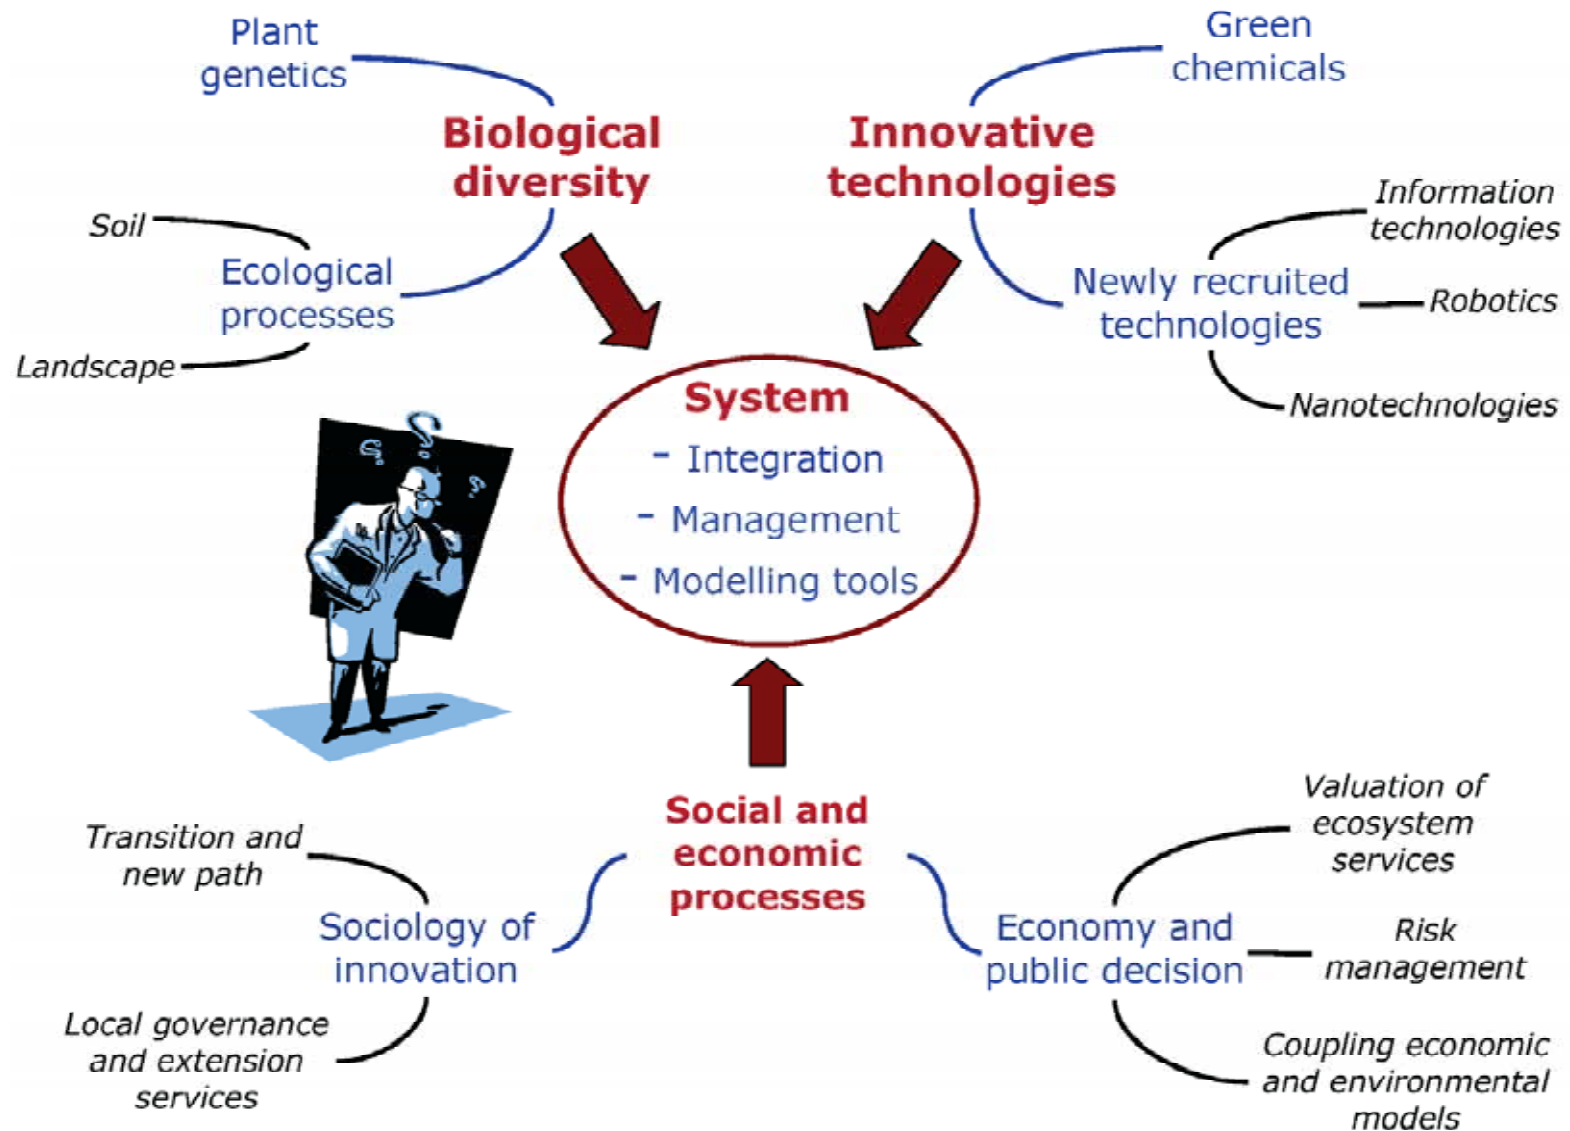 Plant
genetics
Green
chemicals
Biological
diversity
Innovative
technologies
Soil
Ecological
processes
Landscape
Information
technologies
Newly recruited
technologies
Robotics
Nanotechnologies
System
- Integration
- Management
- Modelling tools
Social and
economic
processes
Transition and
new path
Sociology of
innovation
Local governance
and extension
services
Economy and
public decision
Valuation of
ecosystem
services
Risk
management
Coupling economic
and environmental
models